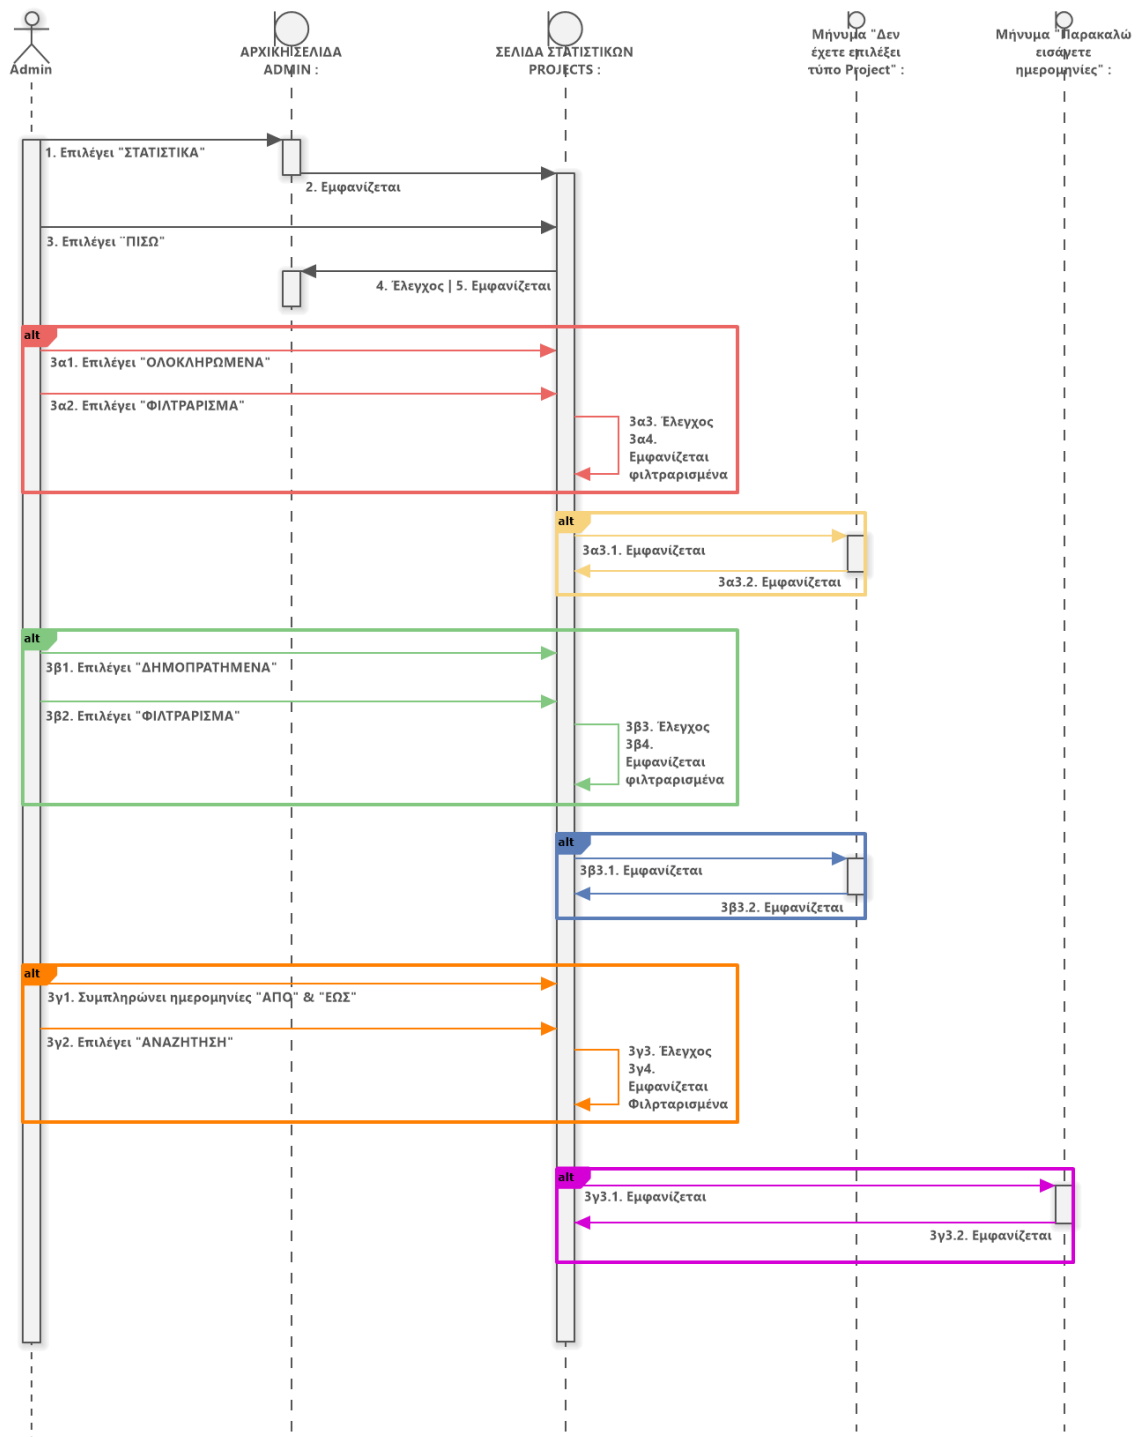 Admin
ΑΡΧΙΚΗ ΣΕΛΙΔΑ
ADMIN :
ΣΕΛΙΔΑ ΣΤΑΤΙΣΤΙΚΩΝ
PROJECTS :
Μήνυμα "Δεν
έχετε επιλέξει
τύπο Project" :
Μήνυμα "Παρακαλώ
εισάγετε
ημερομηνίες" :
1. Επιλέγει "ΣΤΑΤΙΣΤΙΚΑ"
2. Εμφανίζεται
3. Επιλέγει ¨ΠΙΣΩ"
4. Έλεγχος | 5. Εμφανίζεται
alt
3α1. Επιλέγει "ΟΛΟΚΛΗΡΩΜΕΝΑ"
3α2. Επιλέγει "ΦΙΛΤΡΑΡΙΣΜΑ"
3α3. Έλεγχος
3α4.
Εμφανίζεται
φιλτραρισμένα
alt
3α3.1. Εμφανίζεται
3α3.2. Εμφανίζεται
alt
3β1. Επιλέγει "ΔΗΜΟΠΡΑΤΗΜΕΝΑ"
3β2. Επιλέγει "ΦΙΛΤΡΑΡΙΣΜΑ"
3β3. Έλεγχος
3β4.
Εμφανίζεται
φιλτραρισμένα
alt
3β3.1. Εμφανίζεται
3β3.2. Εμφανίζεται
alt
3γ1. Συμπληρώνει ημερομηνίες "ΑΠΟ" & "ΕΩΣ"
3γ2. Επιλέγει "ΑΝΑΖΗΤΗΣΗ"
3γ3. Έλεγχος
3γ4.
Εμφανίζεται
Φιλρταρισμένα
alt
3γ3.1. Εμφανίζεται
3γ3.2. Εμφανίζεται